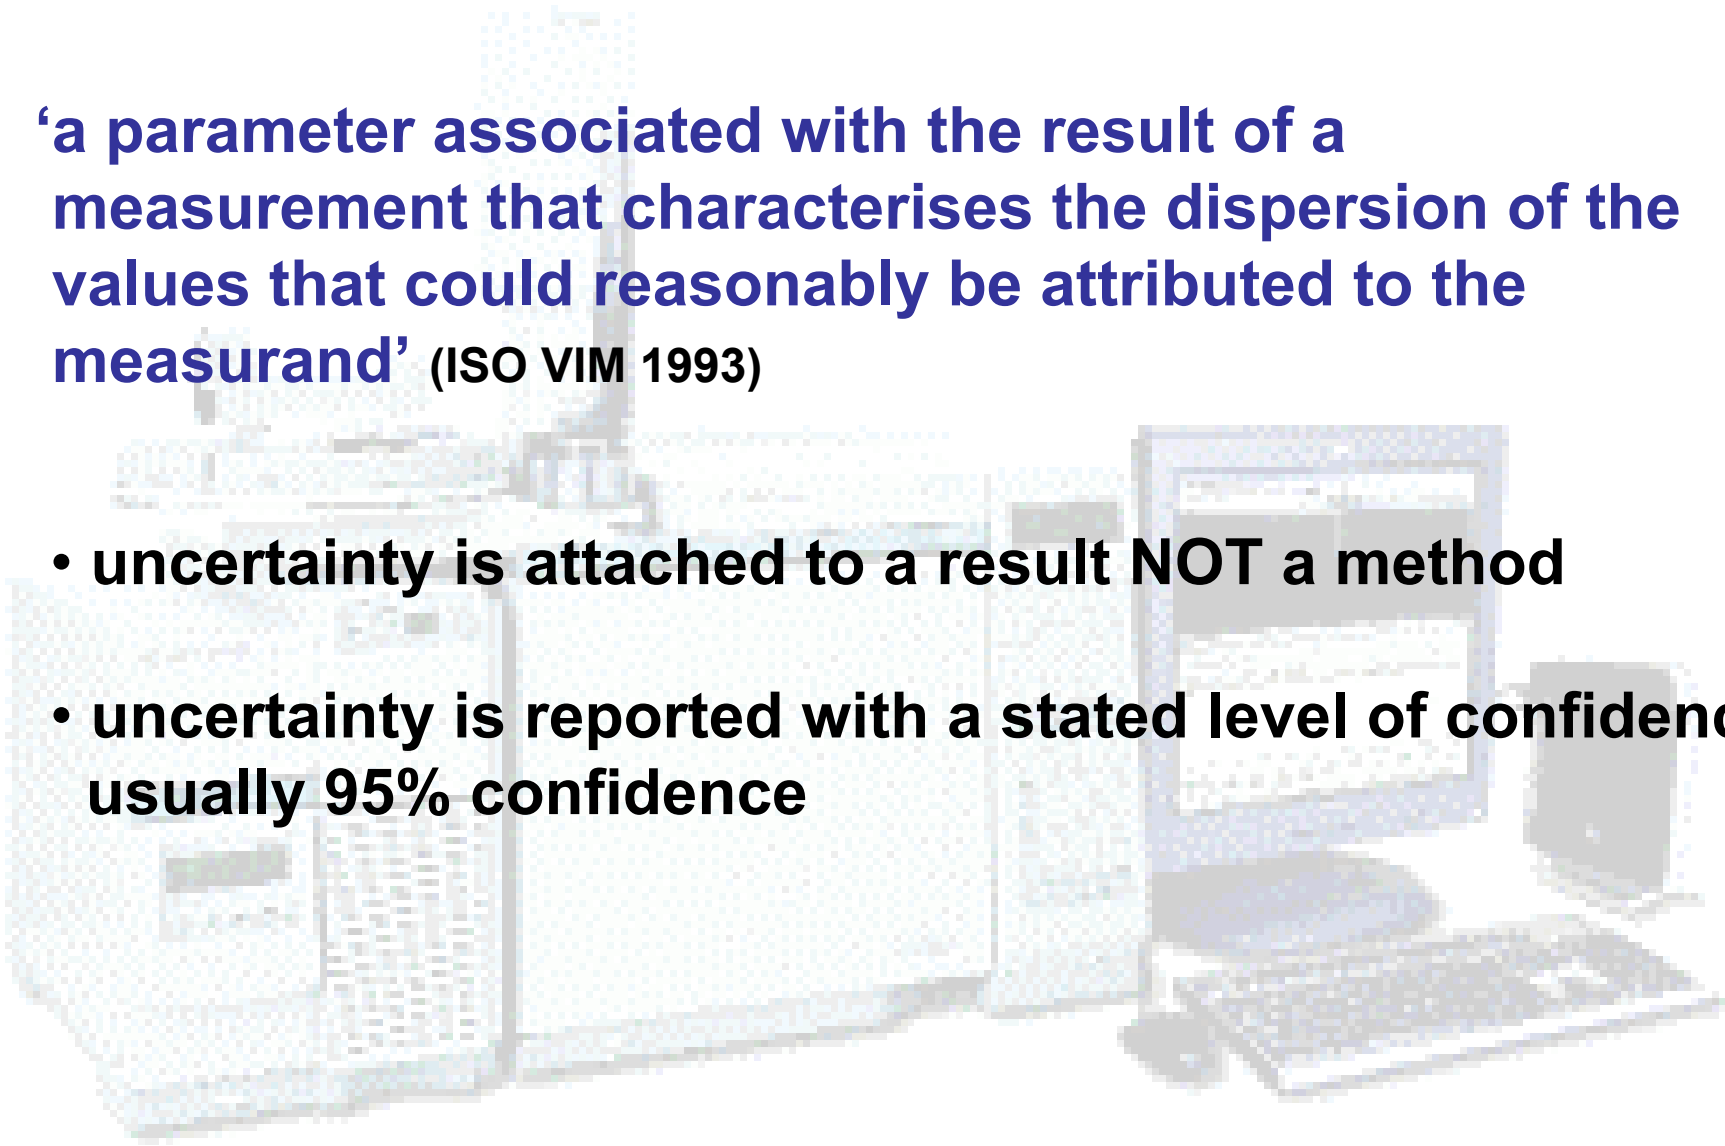 ‘a parameter associated with the result of a
measurement that characterises the dispersion of the
values that could reasonably be attributed to the
measurand’ (ISO VIM 1993)
• uncertainty is attached to a result NOT a method
• uncertainty is reported with a stated level of confidenc
usually 95% confidence